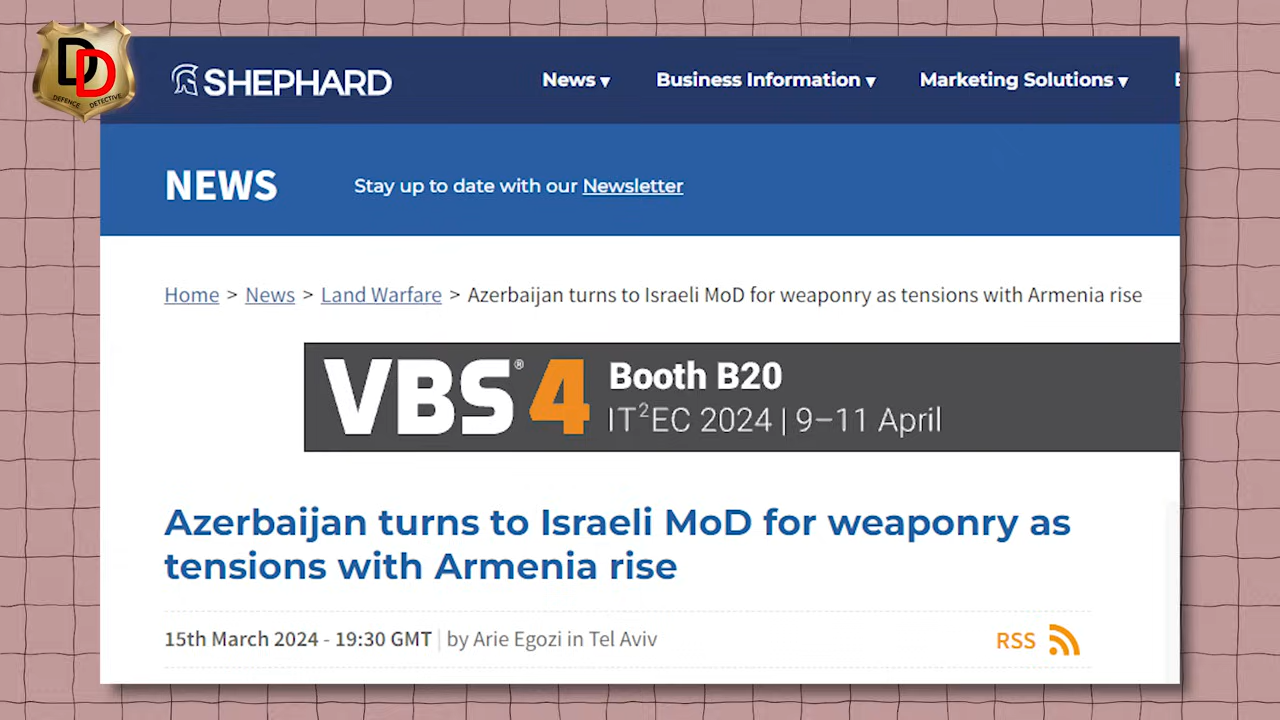 DD
DEFENCE DETECTIVE
SHEPHARD
News ▾ Business Information ▾ Marketing Solutions ▾
NEWS Stay up to date with our Newsletter
Home > News > Land Warfare > Azerbaijan turns to Israeli MoD for weaponry as tensions with Armenia rise
VBS® 4 Booth B20
IT²EC 2024 | 9–11 April
Azerbaijan turns to Israeli MoD for weaponry as
tensions with Armenia rise
15th March 2024 - 19:30 GMT | by Arie Egozi in Tel Aviv RSS